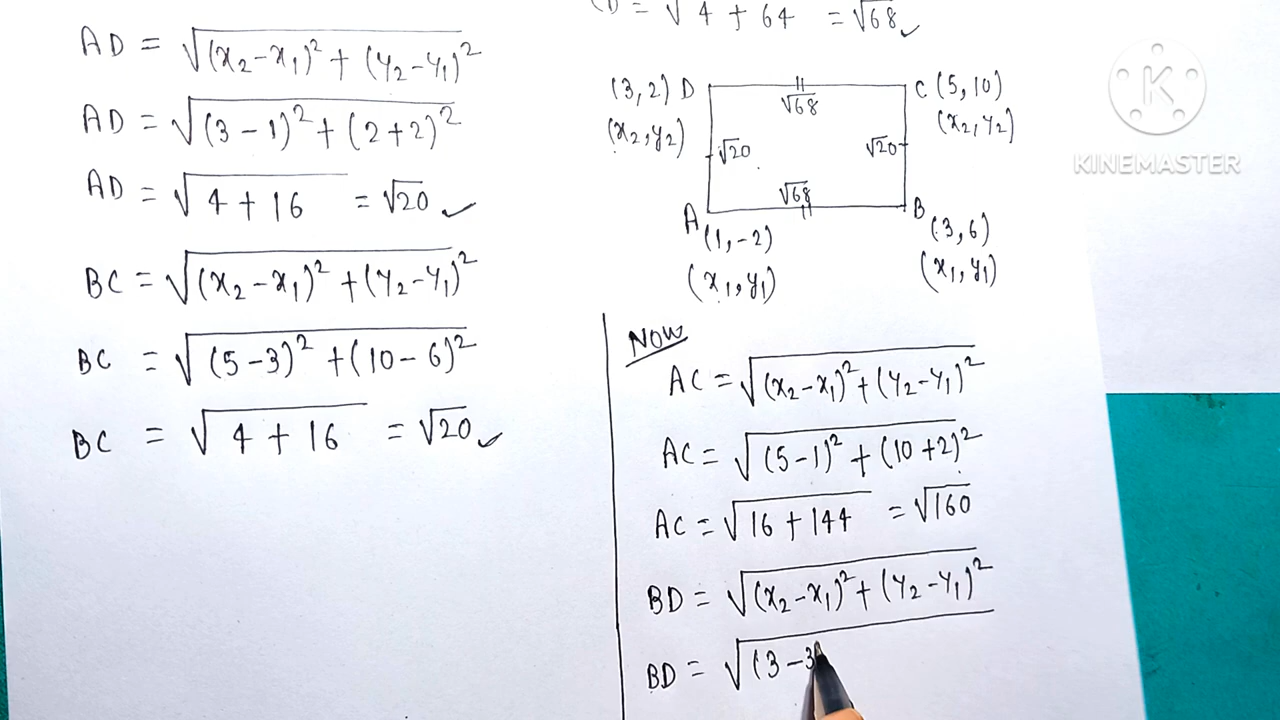 CD = √4 + 64 = √68 ✓
AD = √(x₂-x₁)² + (y₂-y₁)²
AD = √(3-1)² + (2+2)²
AD = √4 + 16 = √20 ✓
BC = √(x₂-x₁)² + (y₂-y₁)²
BC = √(5-3)² + (10-6)²
BC = √4 + 16 = √20 ✓
(3,2) D
(x₂,y₂)
√68
C (5,10)
(x₂,y₂)
√20
√20
√68
A
(1,-2)
(x₁,y₁)
B
(3,6)
(x₁,y₁)
K
KINEMASTER
NOW
AC = √(x₂-x₁)² + (y₂-y₁)²
AC = √(5-1)² + (10+2)²
AC = √16 + 144 = √160
BD = √(x₂-x₁)² + (y₂-y₁)²
BD = √(3-3